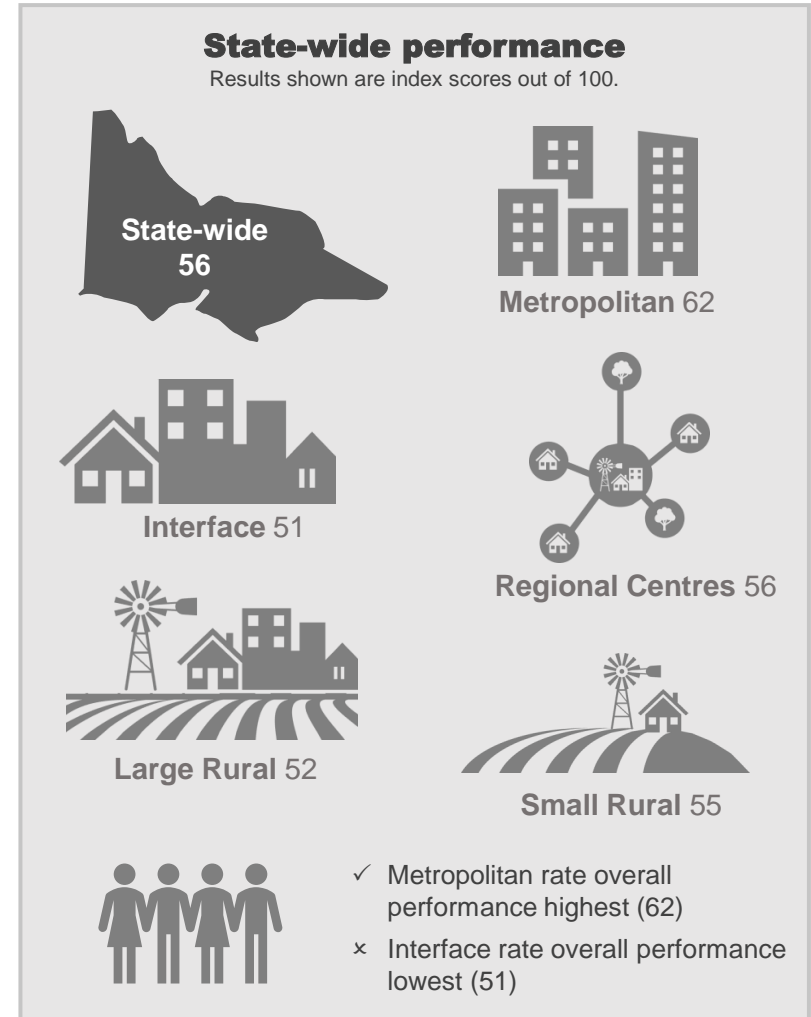 State-wide performance
Results shown are index scores out of 100.
State-wide
56
Metropolitan 62
Interface 51
Regional Centres 56
Large Rural 52
Small Rural 55
✓ Metropolitan rate overall
performance highest (62)
× Interface rate overall performance
lowest (51)